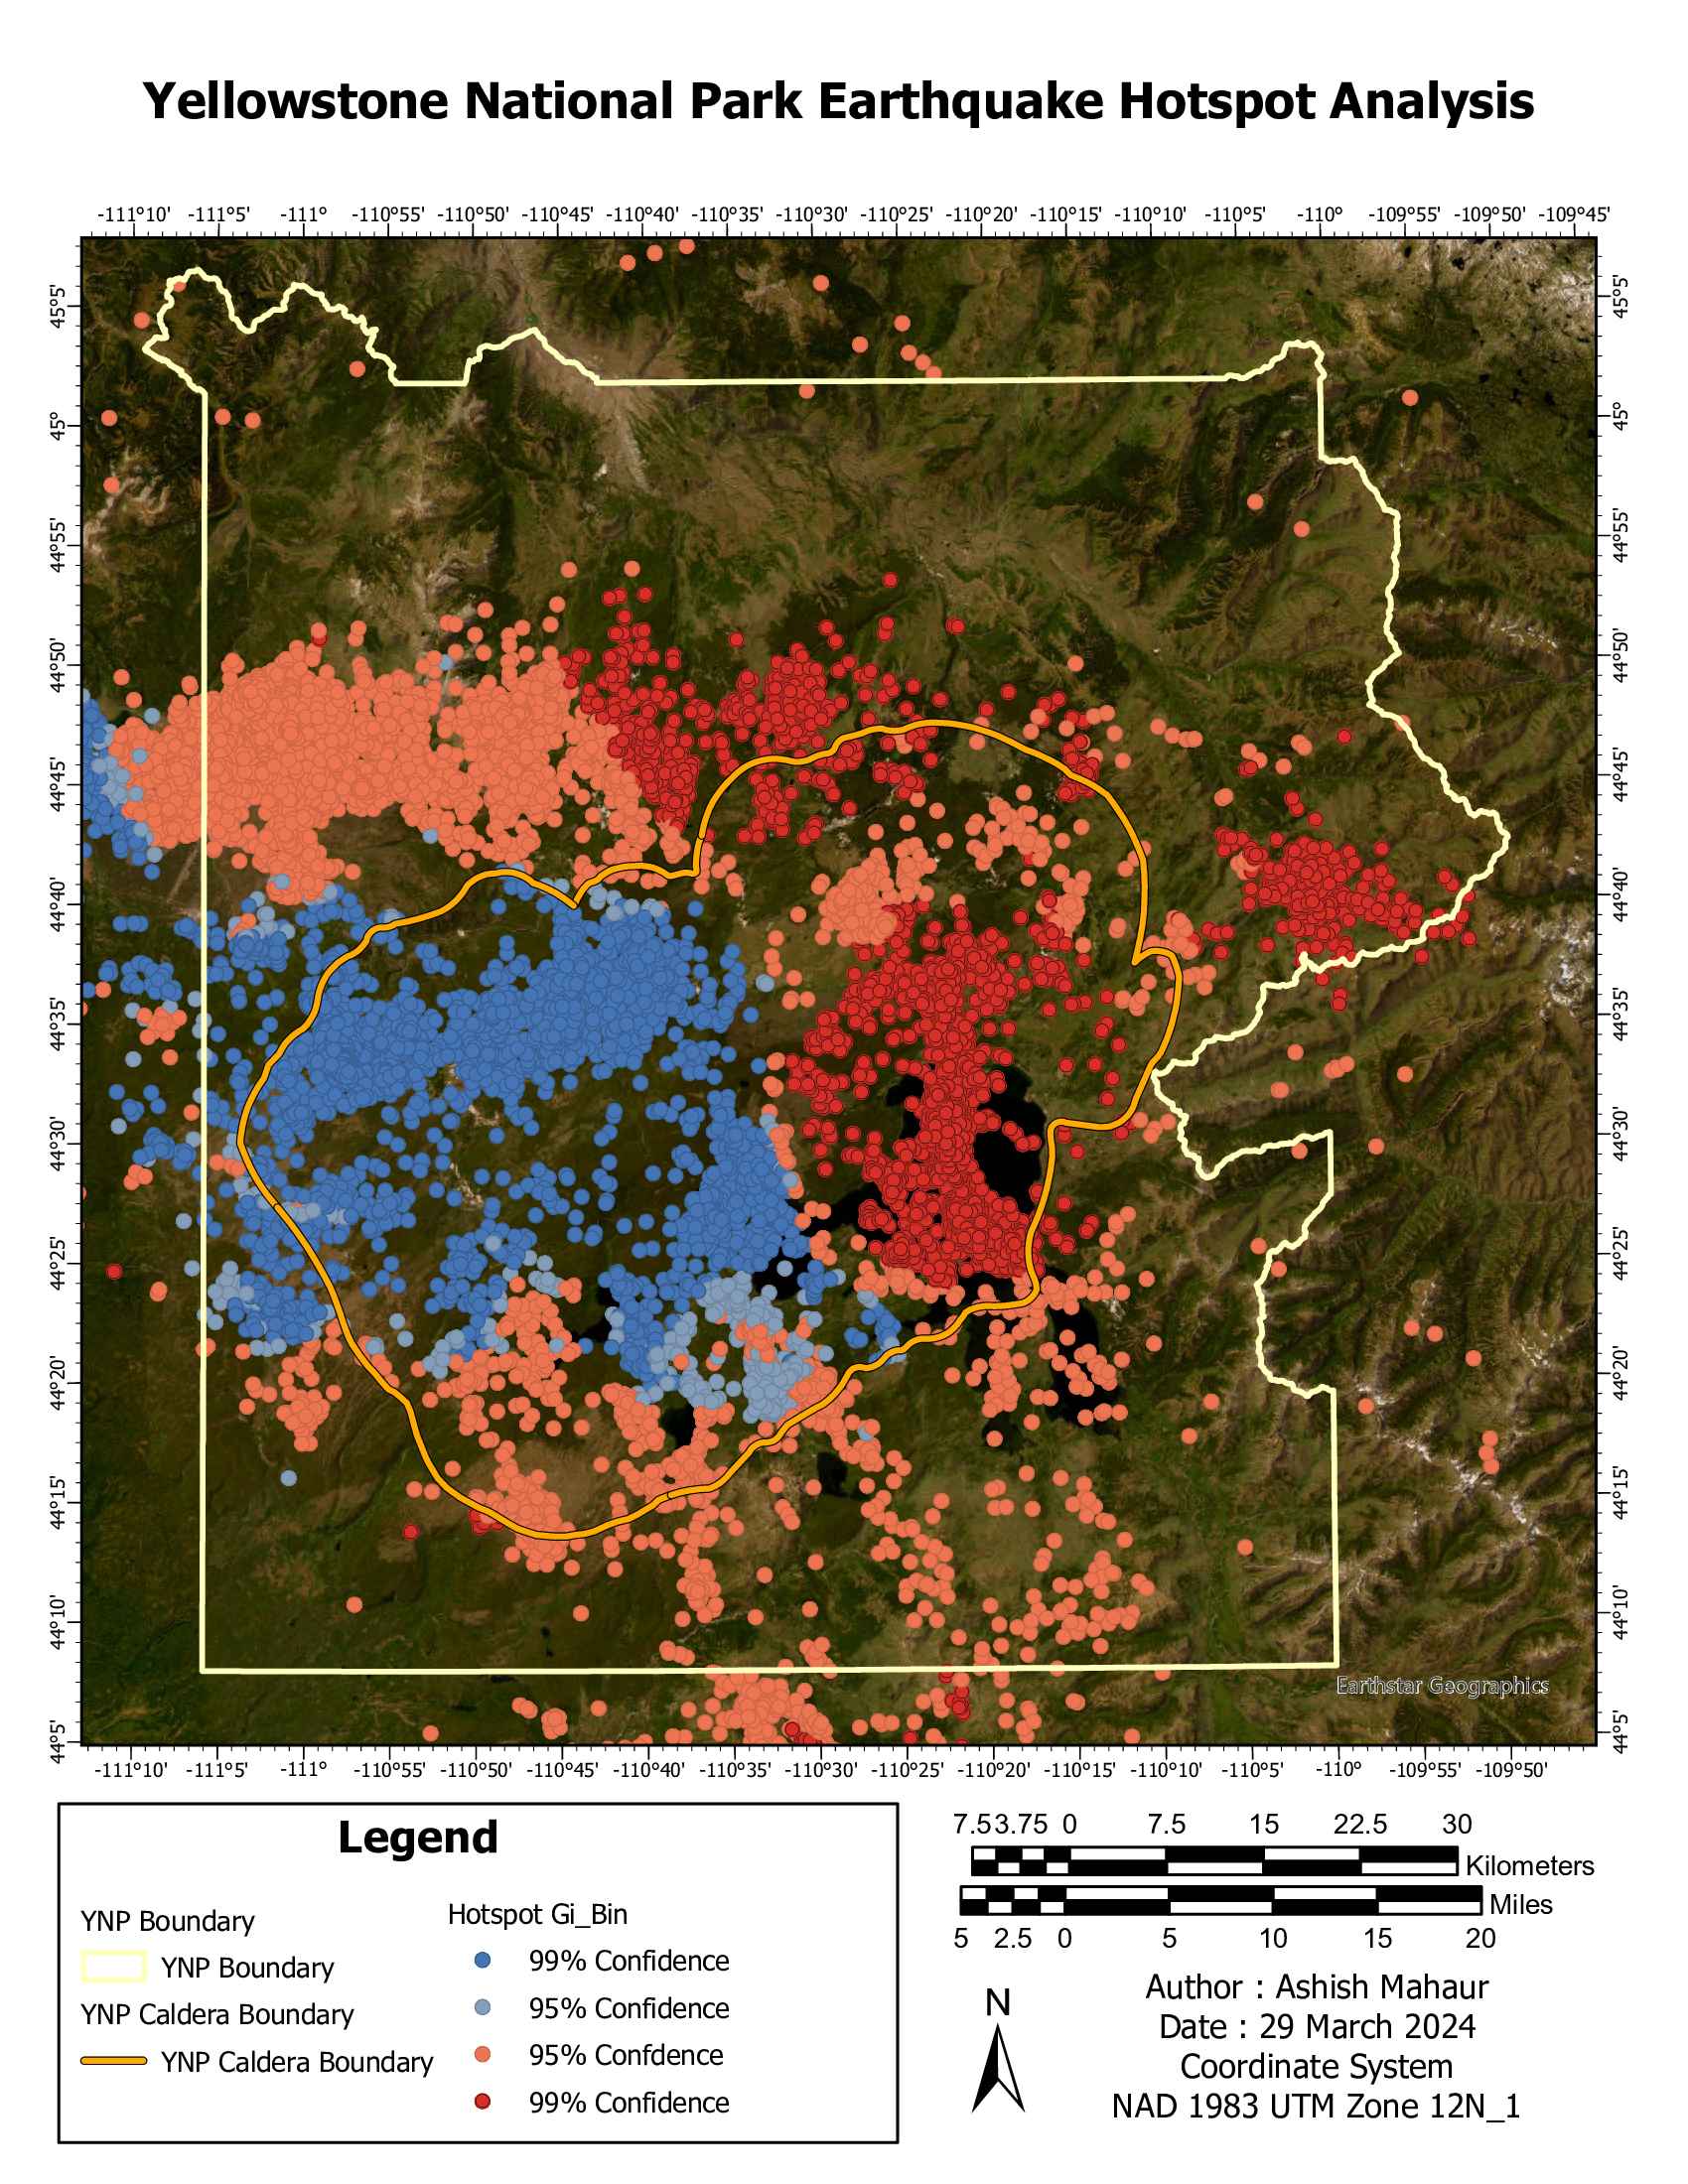 Yellowstone National Park Earthquake Hotspot Analysis
-111°10' -111°5' -111° -110°55' -110°50' -110°45' -110°40' -110°35' -110°30' -110°25' -110°20' -110°15' -110°10' -110°5' -110° -109°55' -109°50' -109°45'
45°5' 45°5'
45° 45°
44°55' 44°55'
44°50' 44°50'
44°45' 44°45'
44°40' 44°40'
44°35' 44°35'
44°30' 44°30'
44°25' 44°25'
44°20' 44°20'
44°15' 44°15'
44°10' 44°10'
Earthstar Geographics
44°5' 44°5'
-111°10' -111°5' -111° -110°55' -110°50' -110°45' -110°40' -110°35' -110°30' -110°25' -110°20' -110°15' -110°10' -110°5' -110° -109°55' -109°50'
Legend
YNP Boundary
YNP Boundary
YNP Caldera Boundary
YNP Caldera Boundary
Hotspot Gi_Bin
99% Confidence
95% Confidence
95% Confdence
99% Confidence
7.5 3.75 0 7.5 15 22.5 30
Kilometers
Miles
5 2.5 0 5 10 15 20
N
Author : Ashish Mahaur
Date : 29 March 2024
Coordinate System
NAD 1983 UTM Zone 12N_1